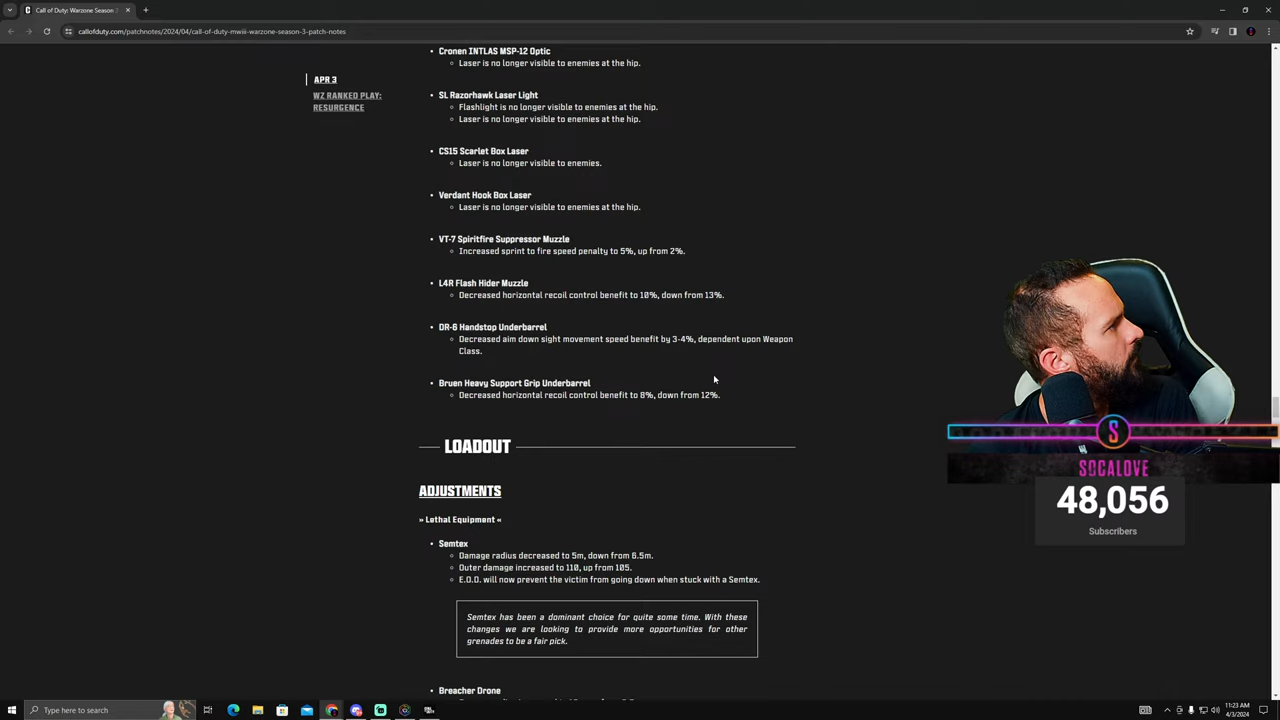 Call of Duty: Warzone Season 3
callofduty.com/patchnotes/2024/04/call-of-duty-mwiii-warzone-season-3-patch-notes
APR 3
WZ RANKED PLAY:
RESURGENCE
• Cronen INTLAS MSP-12 Optic
Laser is no longer visible to enemies at the hip.
• SL Razorhawk Laser Light
Flashlight is no longer visible to enemies at the hip.
Laser is no longer visible to enemies at the hip.
• CS15 Scarlet Box Laser
Laser is no longer visible to enemies.
• Verdant Hook Box Laser
Laser is no longer visible to enemies at the hip.
• VT-7 Spiritfire Suppressor Muzzle
Increased sprint to fire speed penalty to 5%, up from 2%.
• L4R Flash Hider Muzzle
Decreased horizontal recoil control benefit to 10%, down from 13%.
• DR-6 Handstop Underbarrel
Decreased aim down sight movement speed benefit by 3-4%, dependent upon Weapon
Class.
• Bruen Heavy Support Grip Underbarrel
Decreased horizontal recoil control benefit to 8%, down from 12%.
LOADOUT
ADJUSTMENTS
» Lethal Equipment «
• Semtex
Damage radius decreased to 5m, down from 6.5m.
Outer damage increased to 110, up from 105.
E.O.D. will now prevent the victim from going down when stuck with a Semtex.
Semtex has been a dominant choice for quite some time. With these
changes we are looking to provide more opportunities for other
grenades to be a fair pick.
• Breacher Drone
S
SOCALOVE
48,056
Subscribers
Type here to search
11:23 AM
4/3/2024